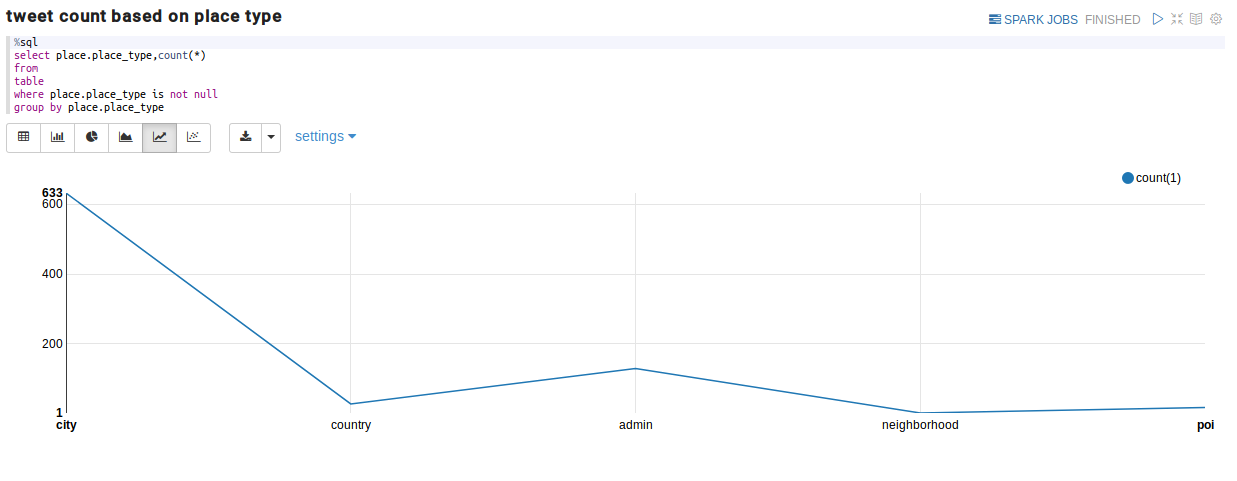 tweet count based on place type
SPARK JOBS FINISHED
%sql
select place.place_type,count(*)
from
table
where place.place_type is not null
group by place.place_type
settings
count(1)
633
600
400
200
1
city country admin neighborhood poi